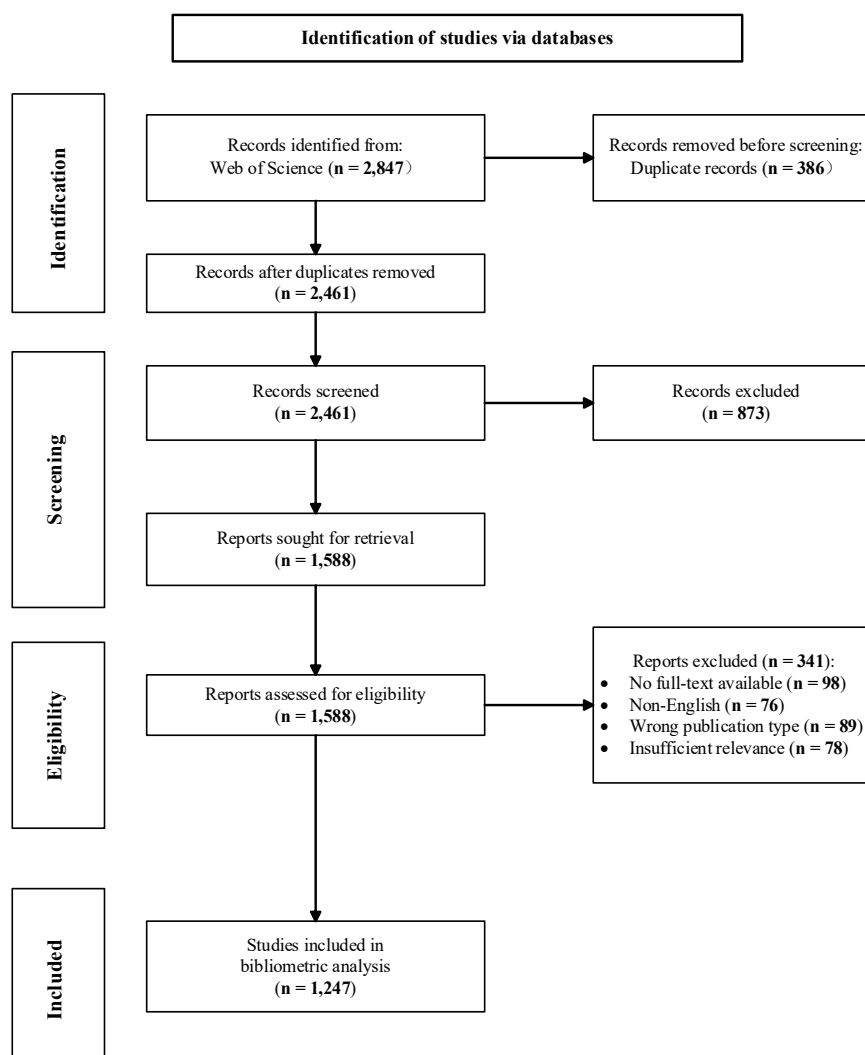 Identification of studies via databases
Identification
Records identified from:
Web of Science (n = 2,847）
Records removed before screening:
Duplicate records (n = 386）
Records after duplicates removed
(n = 2,461)
Screening
Records screened
(n = 2,461)
Records excluded
(n = 873)
Reports sought for retrieval
(n = 1,588)
Eligibility
Reports assessed for eligibility
(n = 1,588)
Reports excluded (n = 341):
• No full-text available (n = 98)
• Non-English (n = 76)
• Wrong publication type (n = 89)
• Insufficient relevance (n = 78)
Included
Studies included in
bibliometric analysis
(n = 1,247)